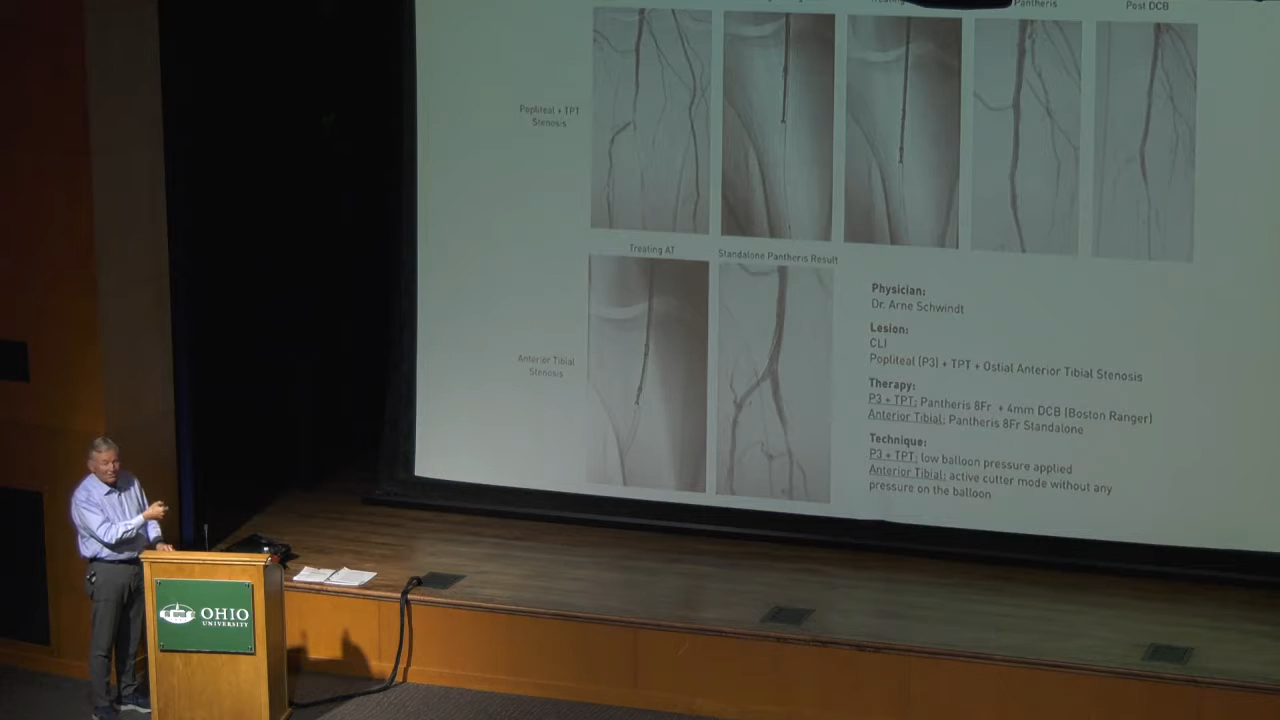 Pantheris
Post DCB
Popliteal + TPT
Stenosis
Treating AT
Standalone Pantheris Result
Anterior Tibial
Stenosis
Physician:
Dr. Arne Schwindt
Lesion:
CLI
Popliteal (P3) + TPT + Ostial Anterior Tibial Stenosis
Therapy:
P3 + TPT: Pantheris 8Fr + 4mm DCB (Boston Ranger)
Anterior Tibial: Pantheris 8Fr Standalone
Technique:
P3 + TPT: low balloon pressure applied
Anterior Tibial: active cutter mode without any
pressure on the balloon
OHIO
UNIVERSITY